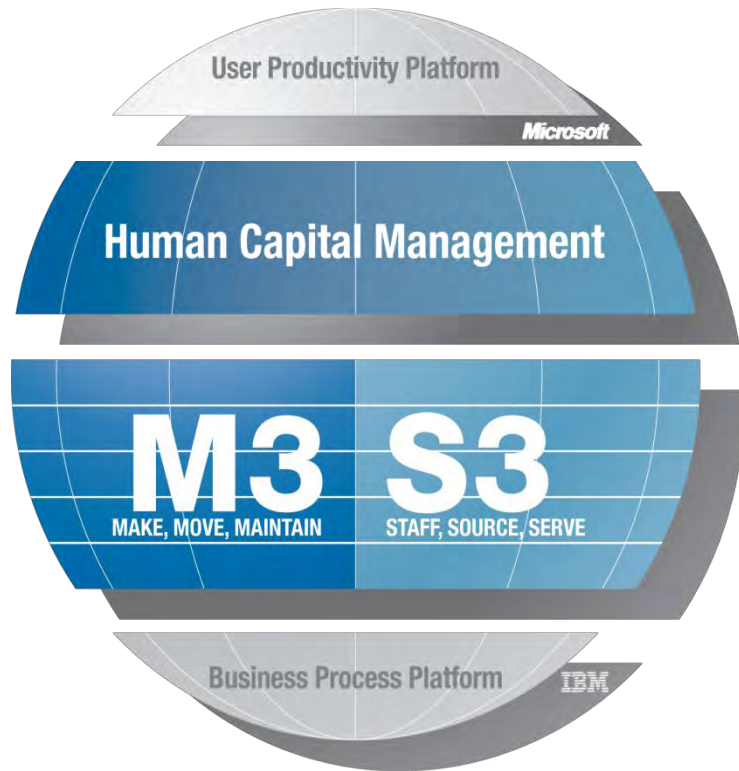 User Productivity Platform
Microsoft
Human Capital Management
M3
MAKE, MOVE, MAINTAIN
S3
STAFF, SOURCE, SERVE
Business Process Platform
IBM